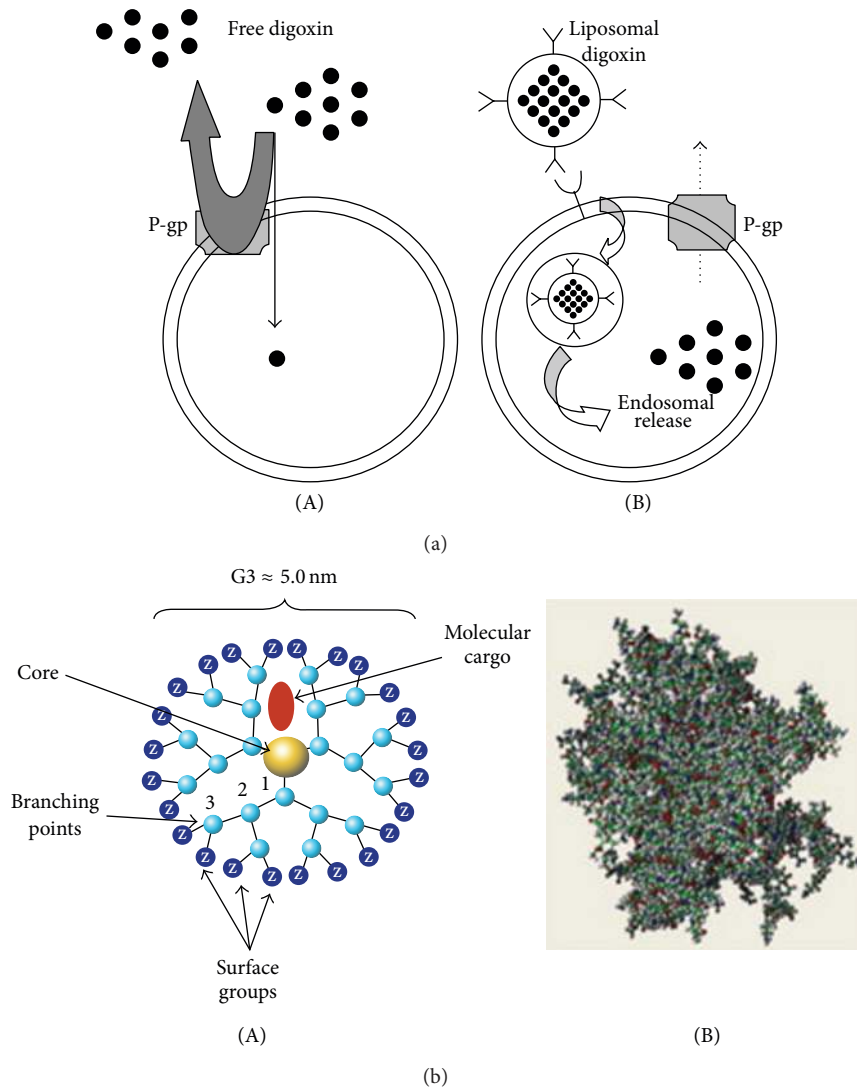 Free digoxin
P-gp
(A)
Liposomal
digoxin
P-gp
Endosomal
release
(B)
(a)
G3 ≈ 5.0 nm
Molecular
cargo
Core
Z Z Z Z
Z Z
Z Z
Z Z
Z Z
Z Z
Z Z
1
2
3
Branching
points
Z Z
Z Z
Z Z
Z Z
Surface
groups
(A)
(B)
(b)